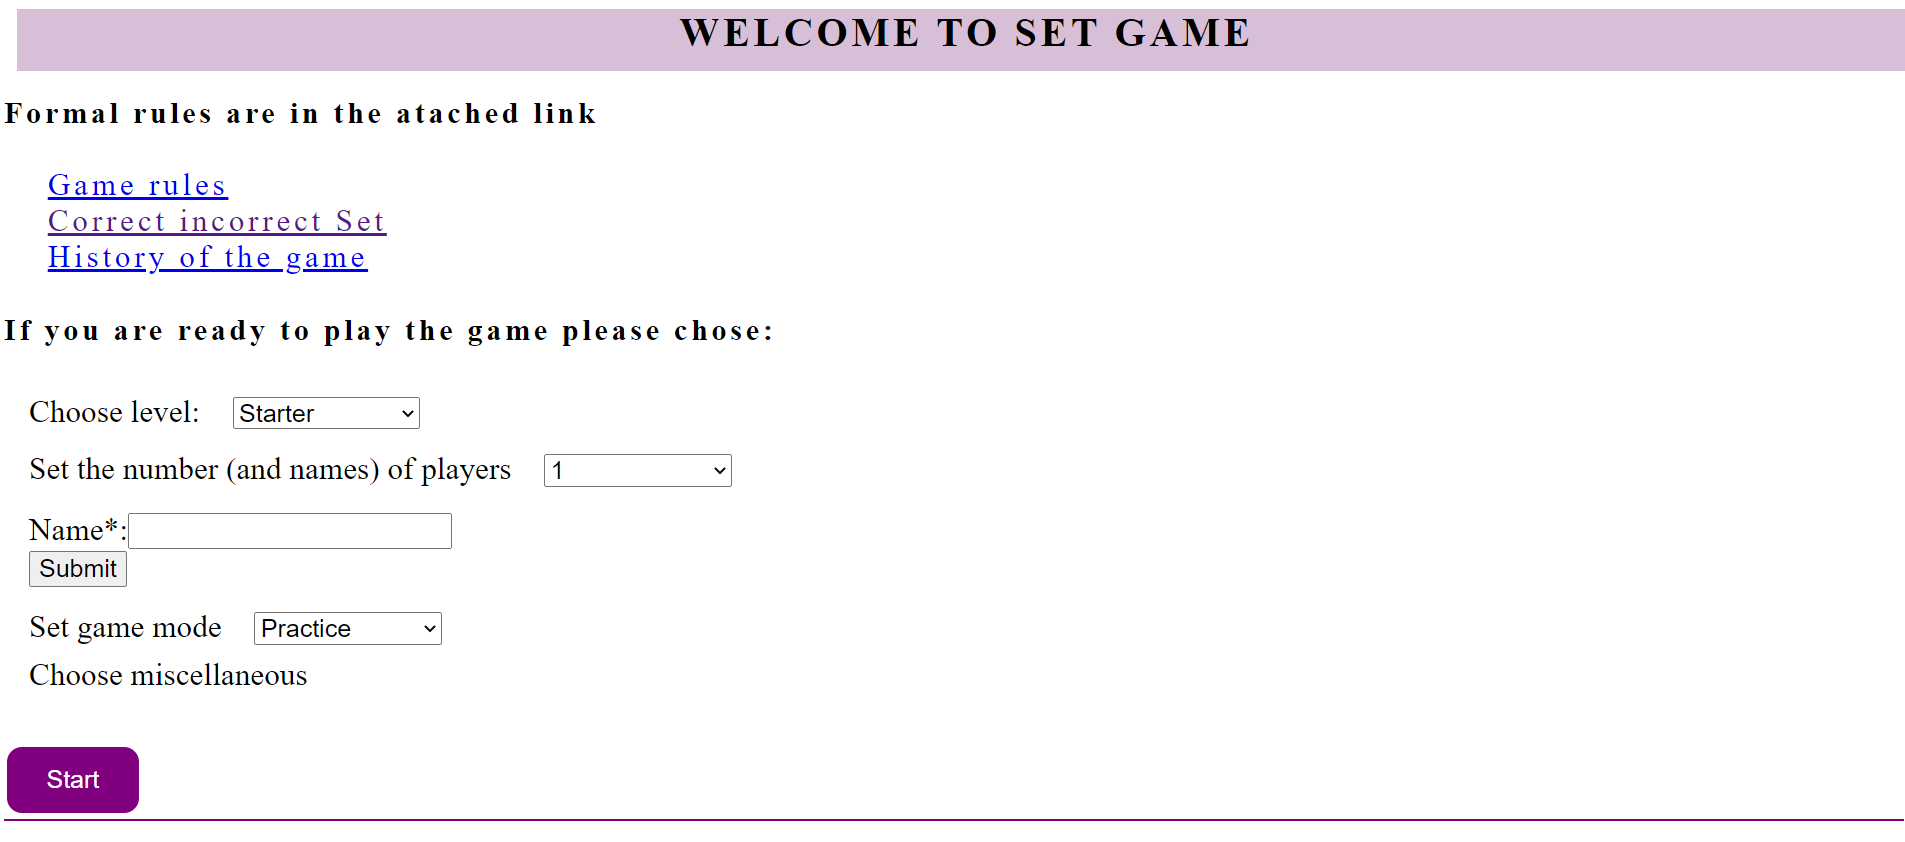 WELCOME TO SET GAME
Formal rules are in the atached link
Game rules
Correct incorrect Set
History of the game
If you are ready to play the game please chose:
Choose level: Starter
Set the number (and names) of players 1
Name*:
Submit
Set game mode Practice
Choose miscellaneous
Start